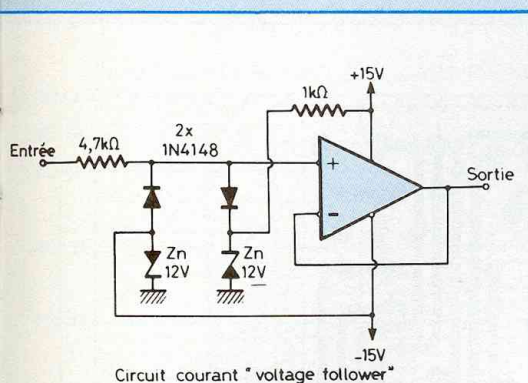 +15V
1kΩ
2x
4,7kΩ
1N4148
Entrée
+
Sortie
-
Zn
12V
Zn
12V
-15V
Circuit courant "voltage follower"